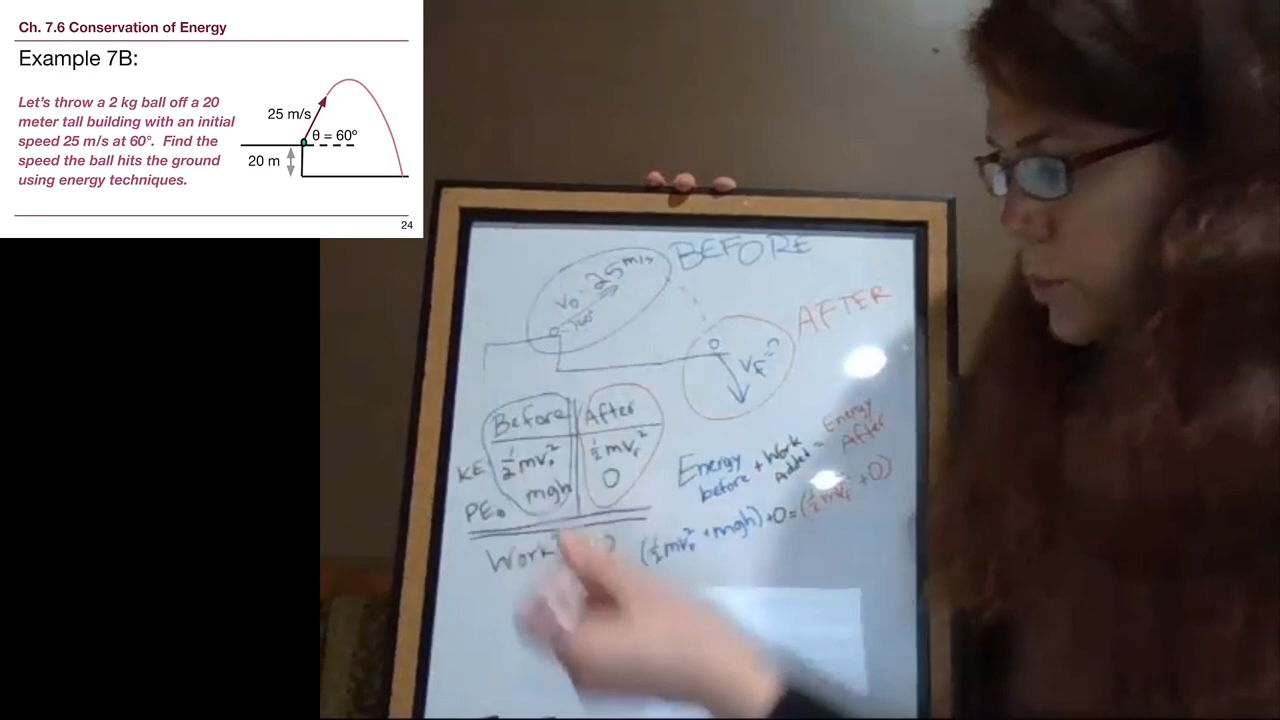 Ch. 7.6 Conservation of Energy
Example 7B:
Let's throw a 2 kg ball off a 20
meter tall building with an initial
speed 25 m/s at 60°. Find the
speed the ball hits the ground
using energy techniques.
25 m/s
θ = 60º
20 m
24
BEFORE
25 m/s
60°
AFTER
Before After
KE ½mv₀² ½mv_f²
PE mgh 0
Work
Energy before + Work Added = Energy After
(½mv₀² + mgh) + 0 = (½mv_f² + 0)